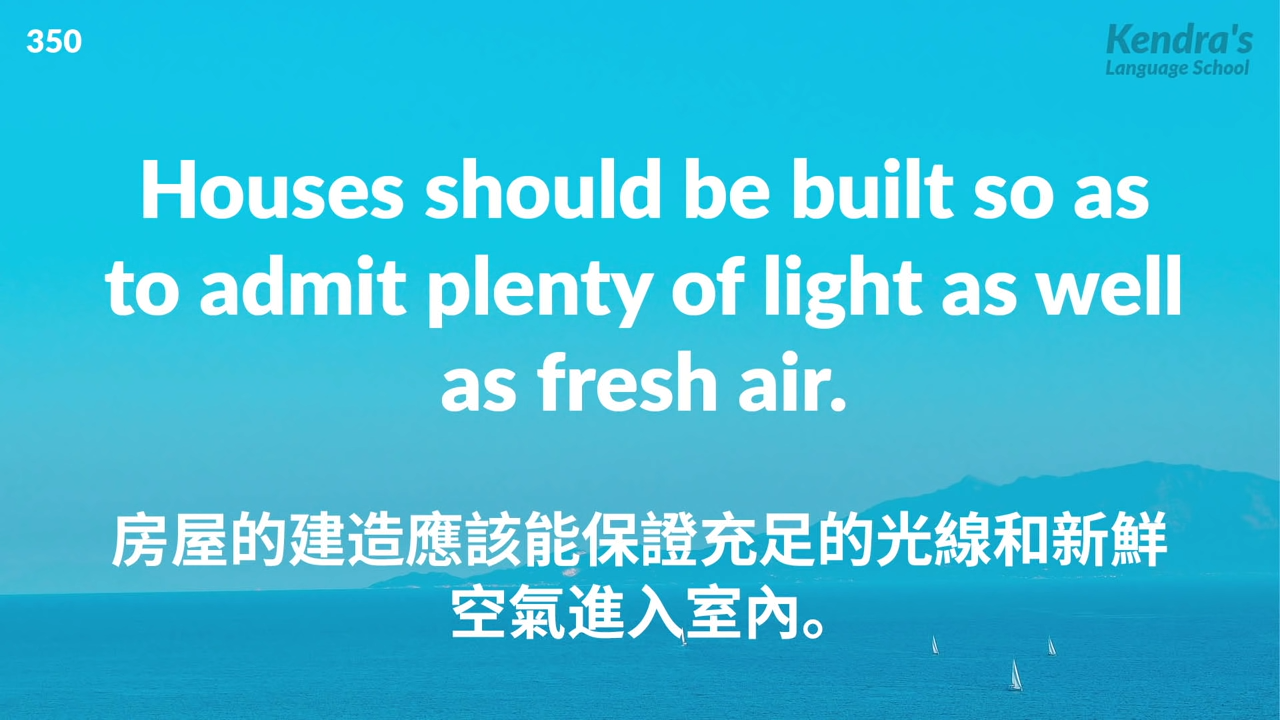 350
Kendra's
Language School
Houses should be built so as
to admit plenty of light as well
as fresh air.
房屋的建造應該能保證充足的光線和新鮮
空氣進入室內。